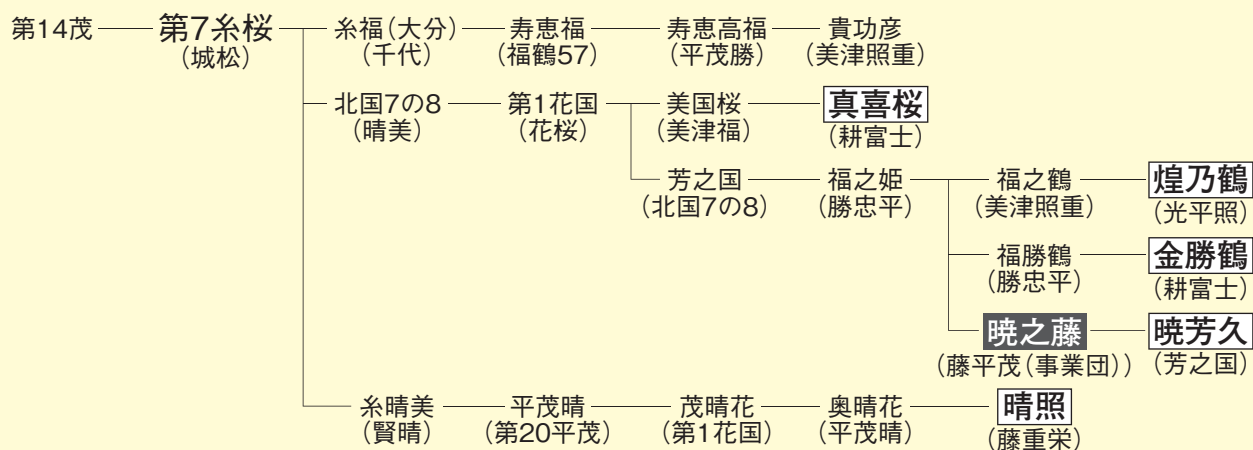 第14茂 第7糸桜 糸福(大分) 寿恵福 寿恵高福 貴功彦
(城松) (千代) (福鶴57) (平茂勝) (美津照重)
北国7の8 第1花国 美国桜 真喜桜
(晴美) (花桜) (美津福) (耕富士)
芳之国 福之姫 福之鶴 煌乃鶴
(北国7の8) (勝忠平) (美津照重) (光平照)
福勝鶴 金勝鶴
(勝忠平) (耕富士)
暁之藤 暁芳久
(藤平茂(事業団)) (芳之国)
糸晴美 平茂晴 茂晴花 奥晴花 晴照
(賢晴) (第20平茂) (第1花国) (平茂晴) (藤重栄)